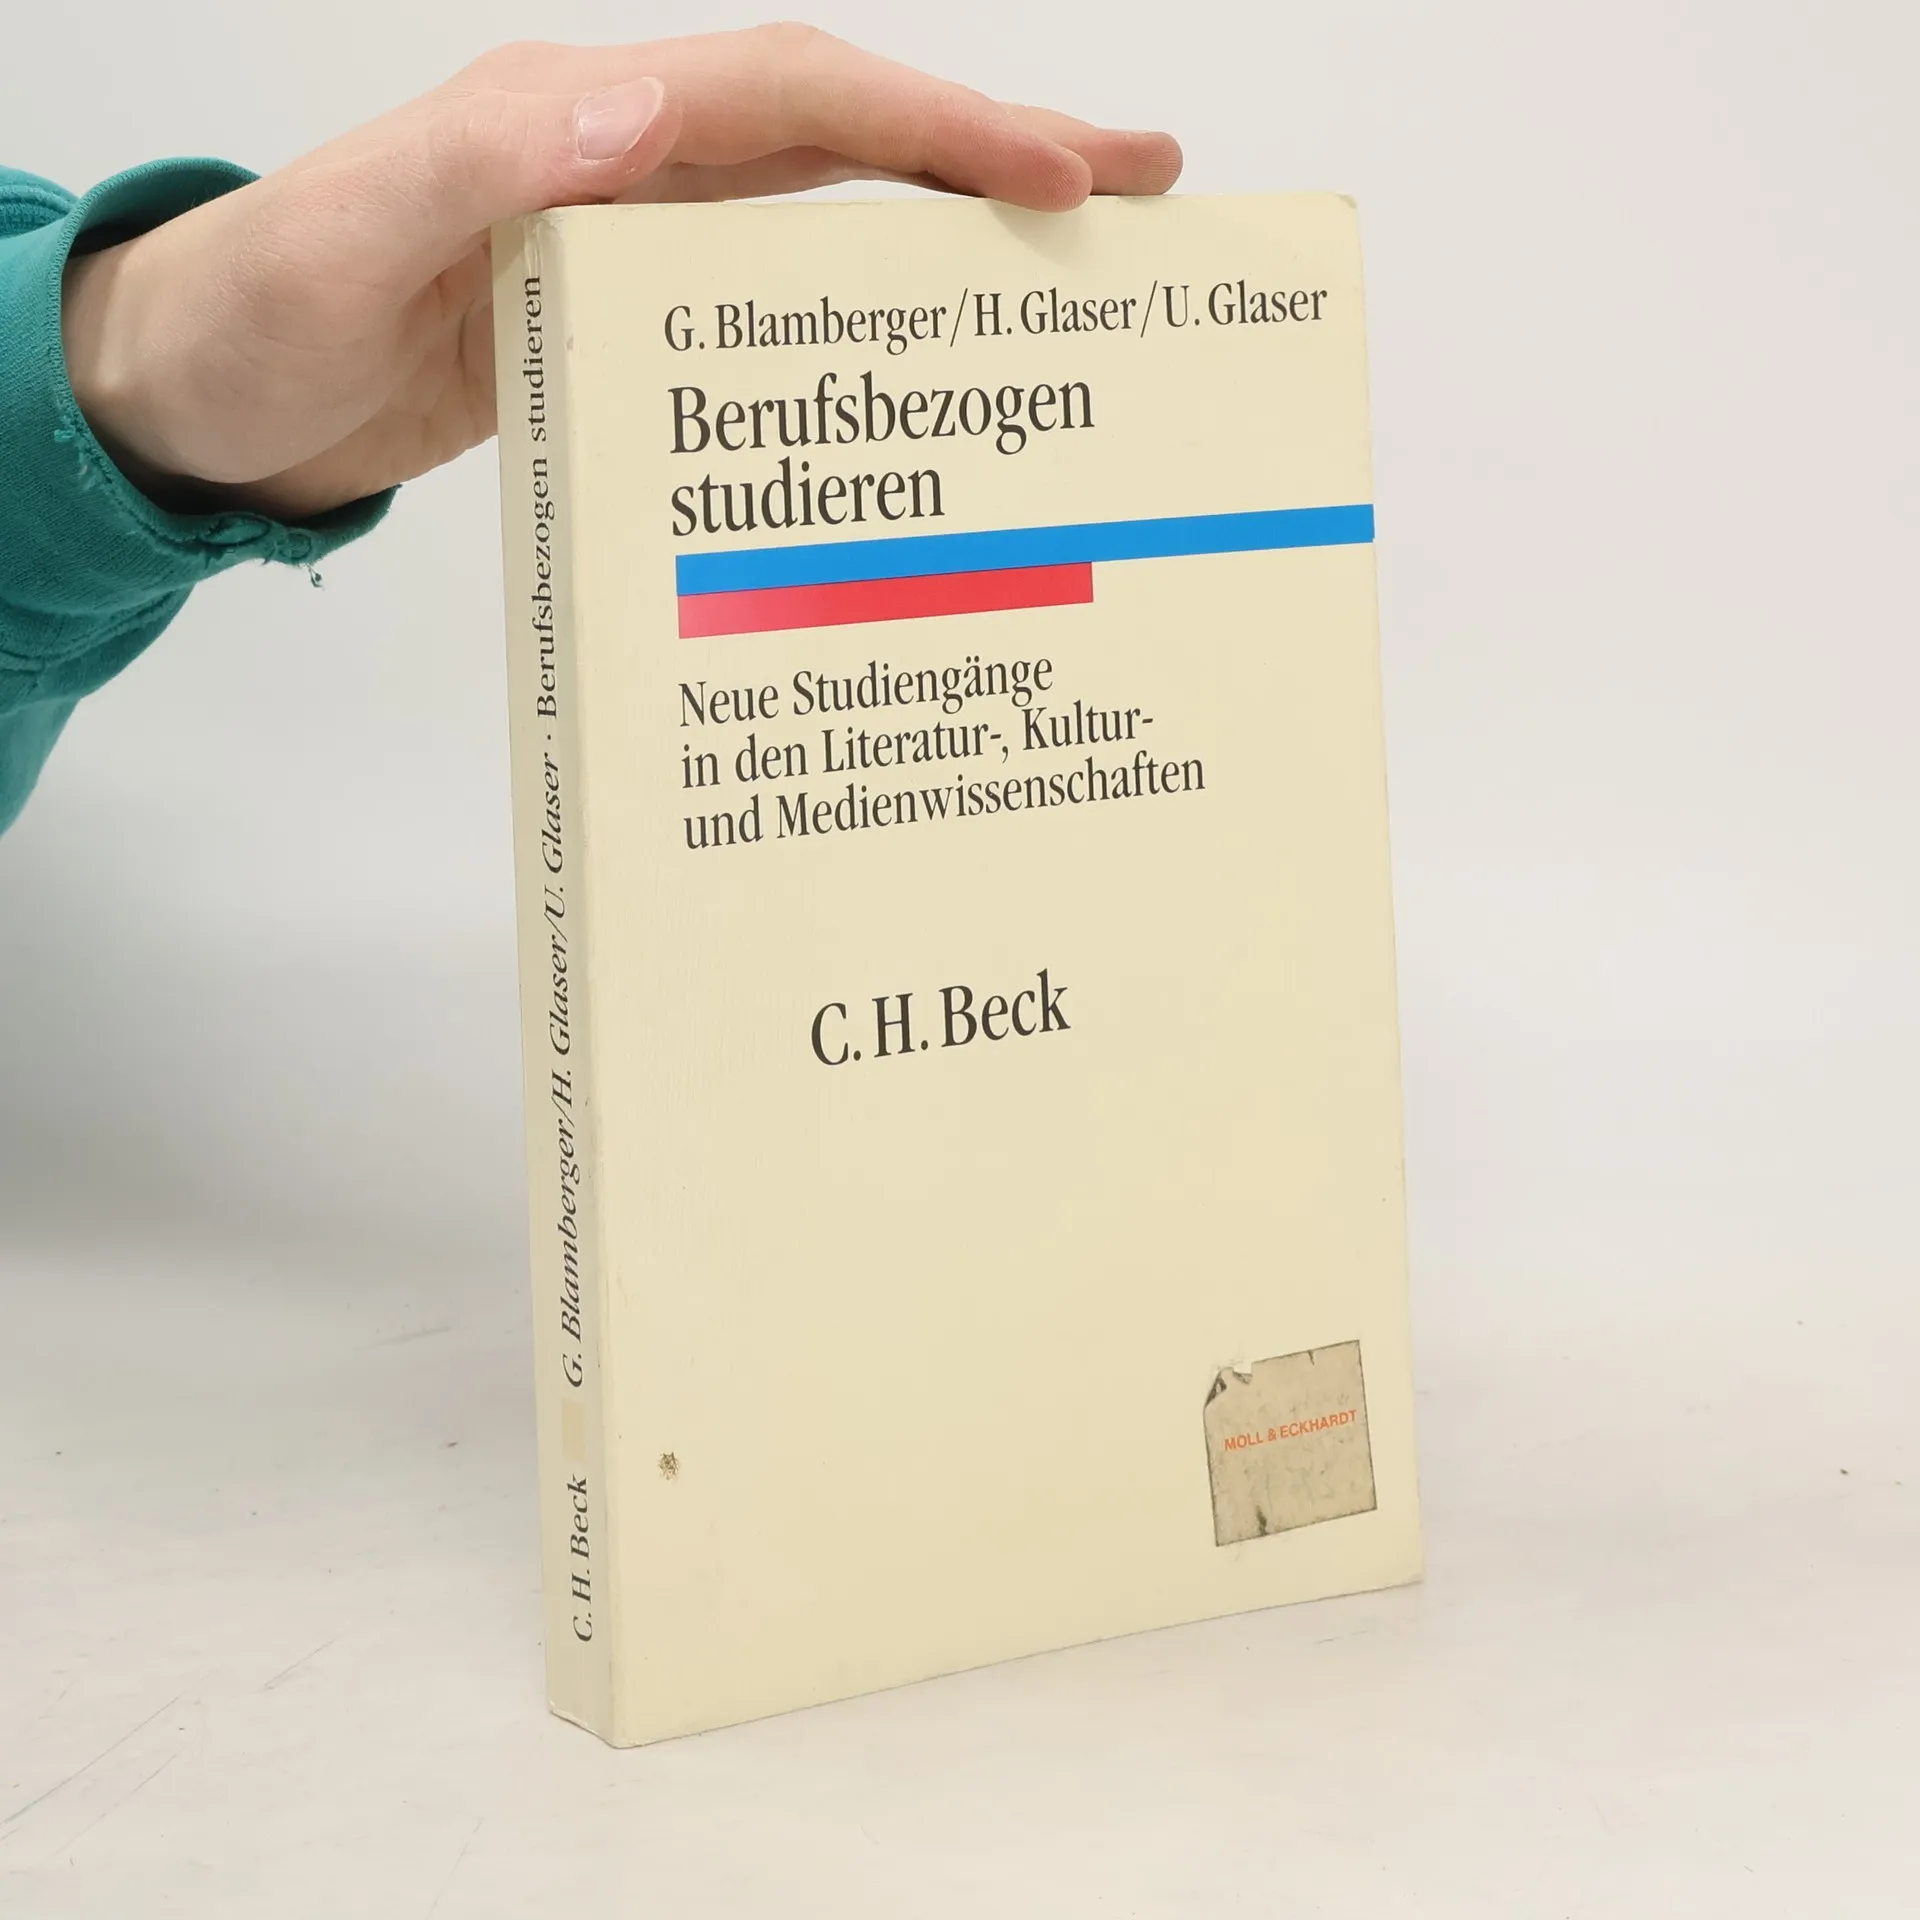 G. Blamberger/H. Glaser/U. Glaser
Berufsbezogen
studieren
Neue Studiengänge
in den Literatur-, Kultur-
und Medienwissenschaften
C. H. Beck
MOLL & ECKHARDT
C. H. Beck G. Blamberger/H. Glaser/U. Glaser · Berufsbezogen studieren